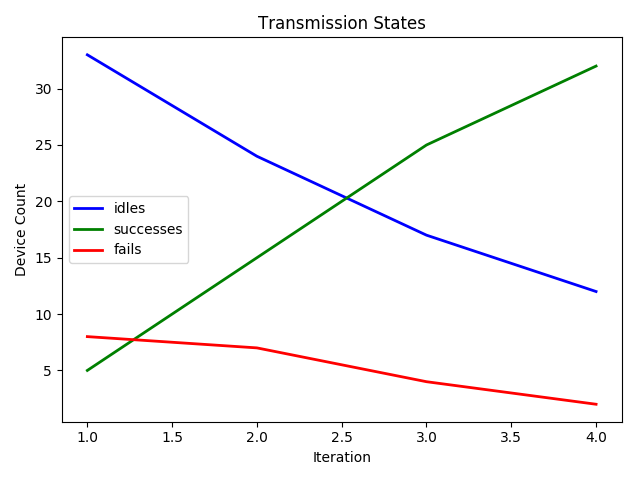 Transmission States
Device Count
30
25
20
15
10
5
idles
successes
fails
1.0 1.5 2.0 2.5 3.0 3.5 4.0
Iteration